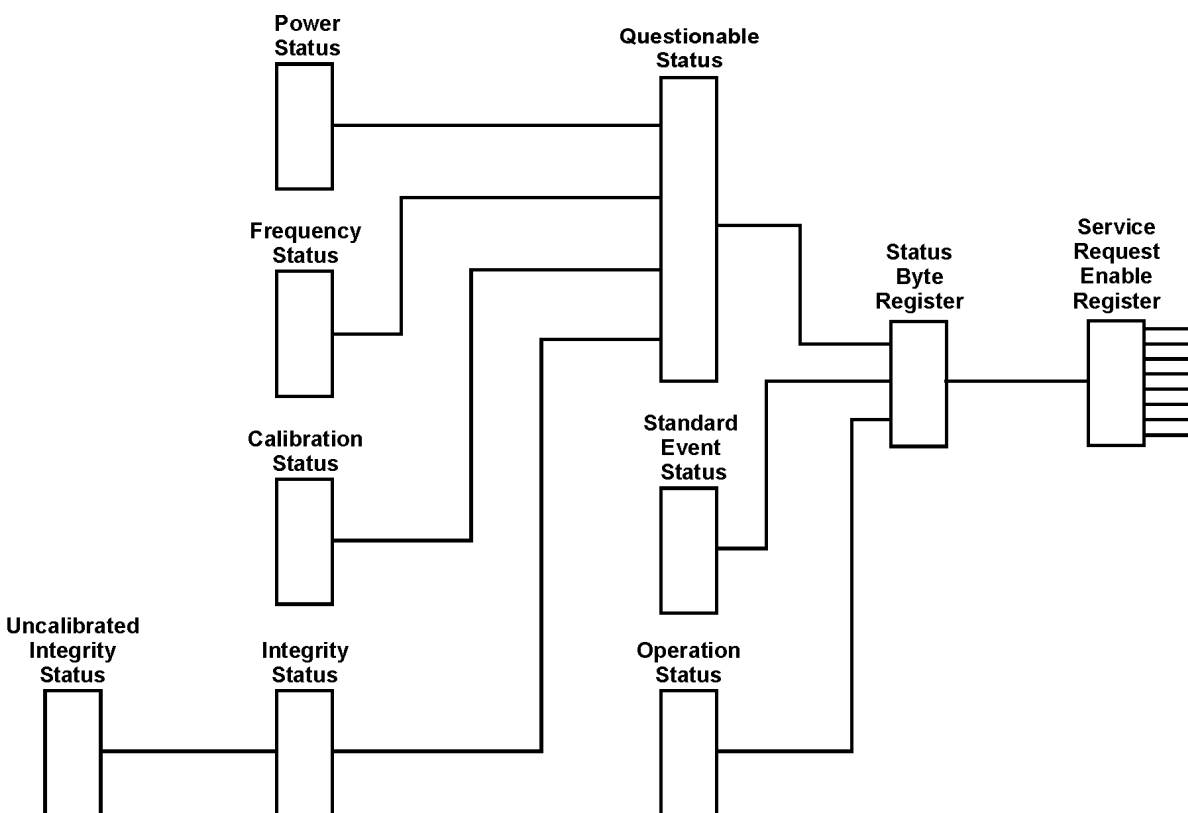 Power
Status
Questionable
Status
Frequency
Status
Status
Byte
Register
Service
Request
Enable
Register
Calibration
Status
Standard
Event
Status
Uncalibrated
Integrity
Status
Integrity
Status
Operation
Status